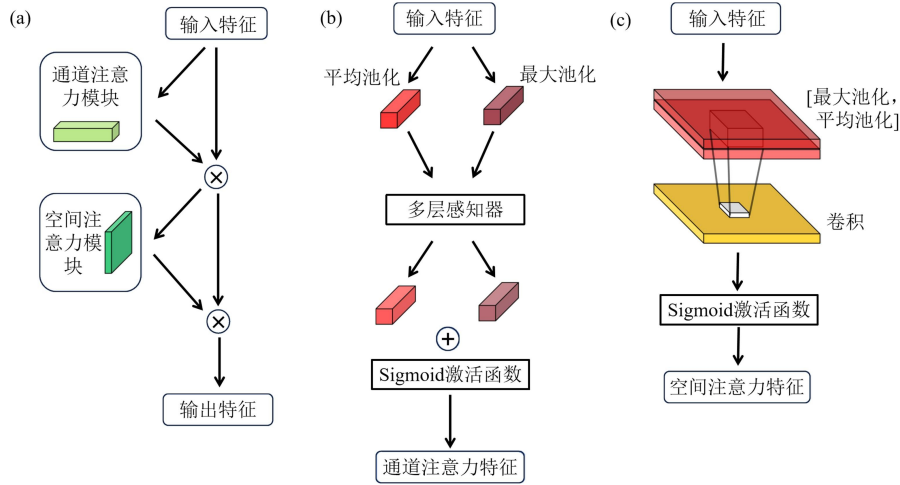 (a)
输入特征
通道注意
力模块
空间注
意力模
块
输出特征
(b)
输入特征
平均池化
最大池化
多层感知器
Sigmoid激活函数
通道注意力特征
(c)
输入特征
[最大池化，
平均池化]
卷积
Sigmoid激活函数
空间注意力特征